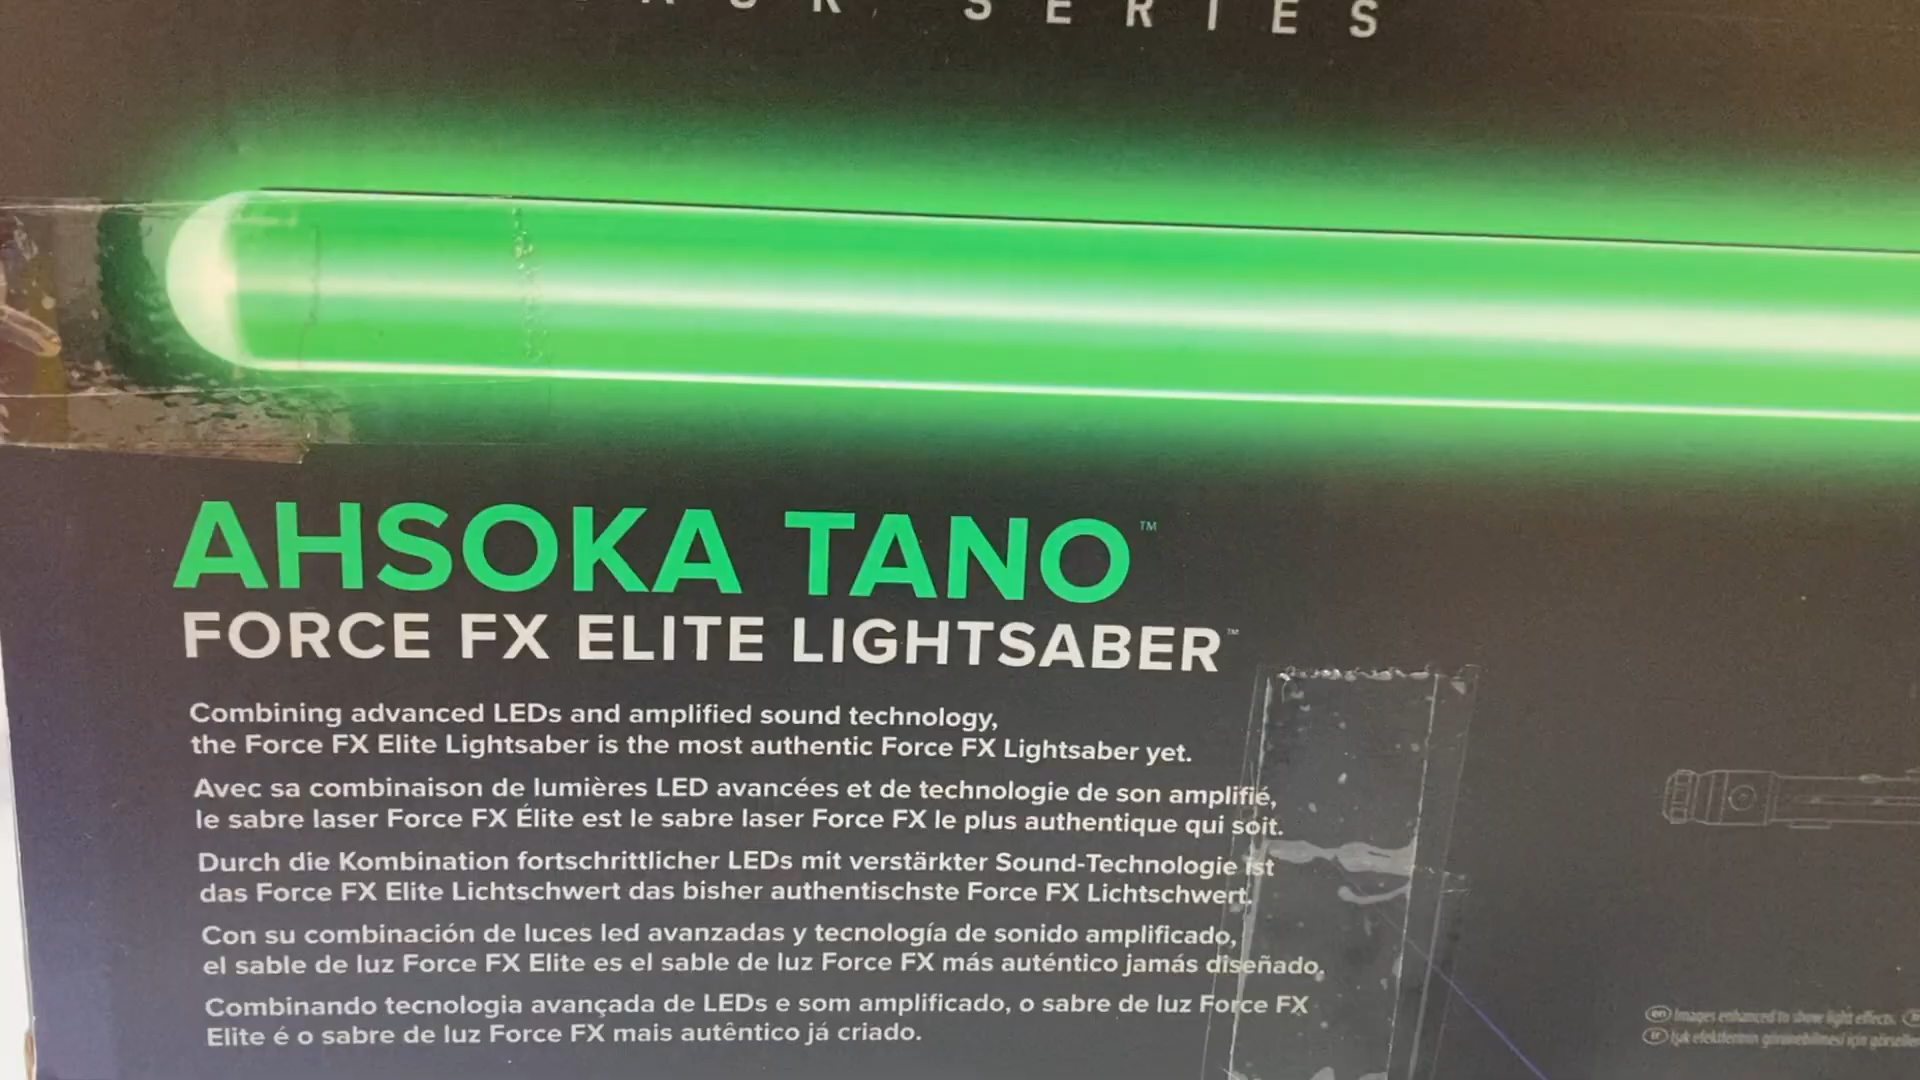 SERIES
AHSOKA TANO™
FORCE FX ELITE LIGHTSABER™
Combining advanced LEDs and amplified sound technology,
the Force FX Elite Lightsaber is the most authentic Force FX Lightsaber yet.
Avec sa combinaison de lumières LED avancées et de technologie de son amplifié,
le sabre laser Force FX Élite est le sabre laser Force FX le plus authentique qui soit.
Durch die Kombination fortschrittlicher LEDs mit verstärkter Sound-Technologie ist
das Force FX Elite Lichtschwert das bisher authentischste Force FX Lichtschwert.
Con su combinación de luces led avanzadas y tecnología de sonido amplificado,
el sable de luz Force FX Elite es el sable de luz Force FX más auténtico jamás diseñado.
Combinando tecnologia avançada de LEDs e som amplificado, o sabre de luz Force FX
Elite é o sabre de luz Force FX mais autêntico já criado.
en Images enhanced to show light effects.
tr Işık efektlerinin görünebilmesi için